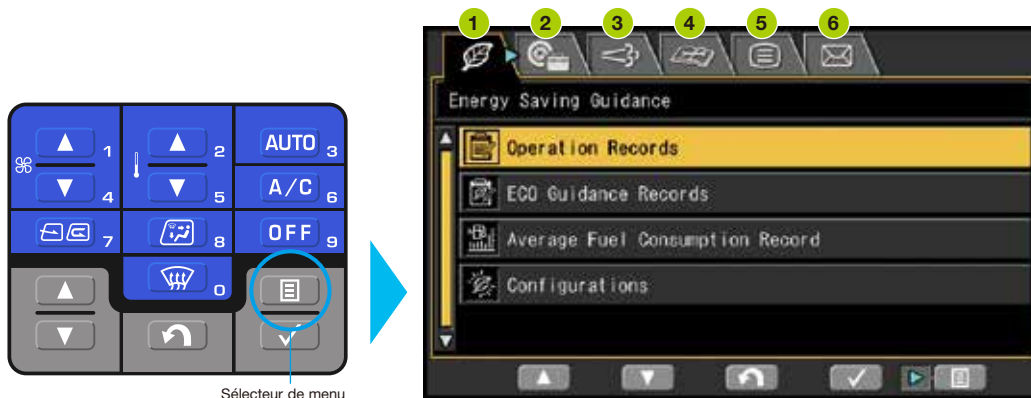 1 2 3 4 5 6
Energy Saving Guidance
Operation Records
ECO Guidance Records
Average Fuel Consumption Record
Configurations
1 2 AUTO 3
4 5 A/C 6
7 8 OFF 9
0
Sélecteur de menu